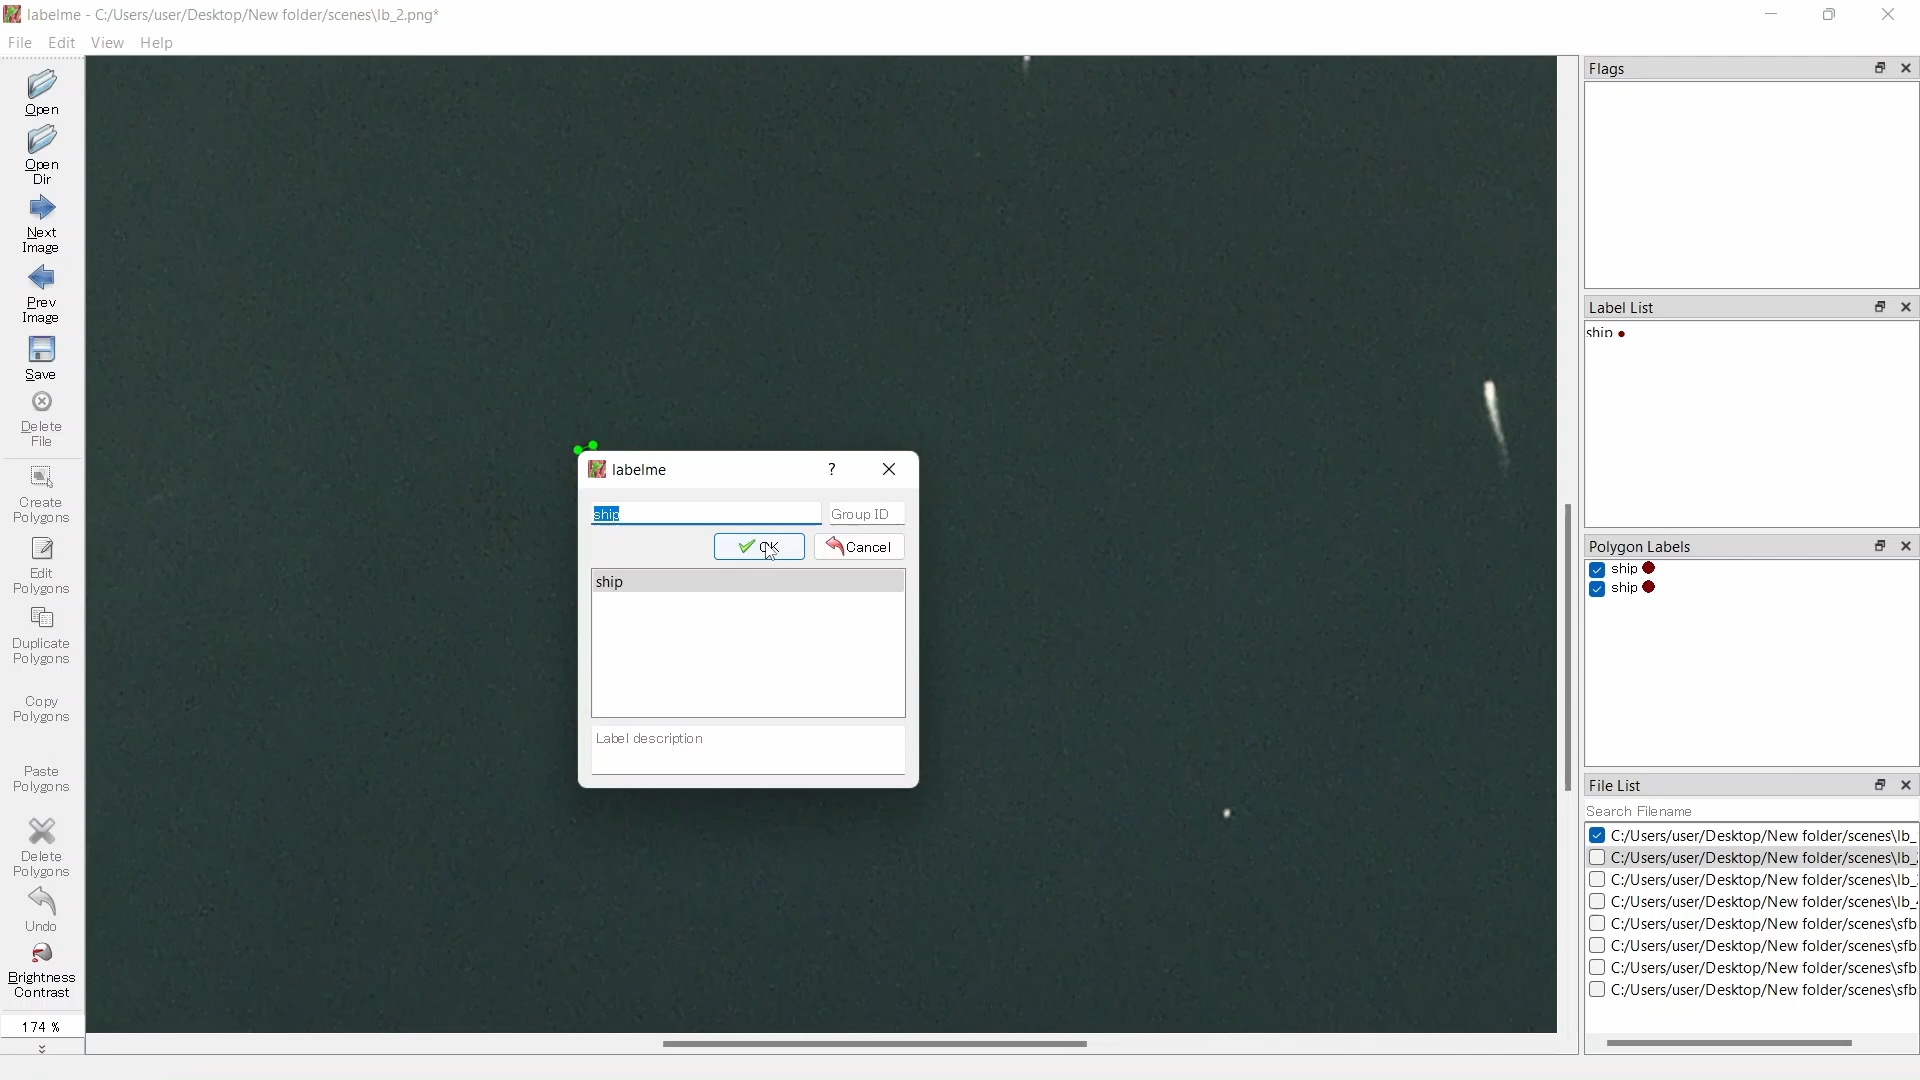 labelme - C:/Users/user/Desktop/New folder/scenes\lb_2.png*
File Edit View Help
Open
Open
Dir
Next
Image
Prev
Image
Save
Delete
File
Create
Polygons
Edit
Polygons
Duplicate
Polygons
Copy
Polygons
Paste
Polygons
Delete
Polygons
Undo
Brightness
Contrast
174 %
labelme
ship Group ID
OK Cancel
ship
Label description
Flags
Label List
ship
Polygon Labels
ship
ship
File List
Search Filename
C:/Users/user/Desktop/New folder/scenes\lb_
C:/Users/user/Desktop/New folder/scenes\lb_
C:/Users/user/Desktop/New folder/scenes\lb_
C:/Users/user/Desktop/New folder/scenes\lb_
C:/Users/user/Desktop/New folder/scenes\sfb
C:/Users/user/Desktop/New folder/scenes\sfb
C:/Users/user/Desktop/New folder/scenes\sfb
C:/Users/user/Desktop/New folder/scenes\sfb